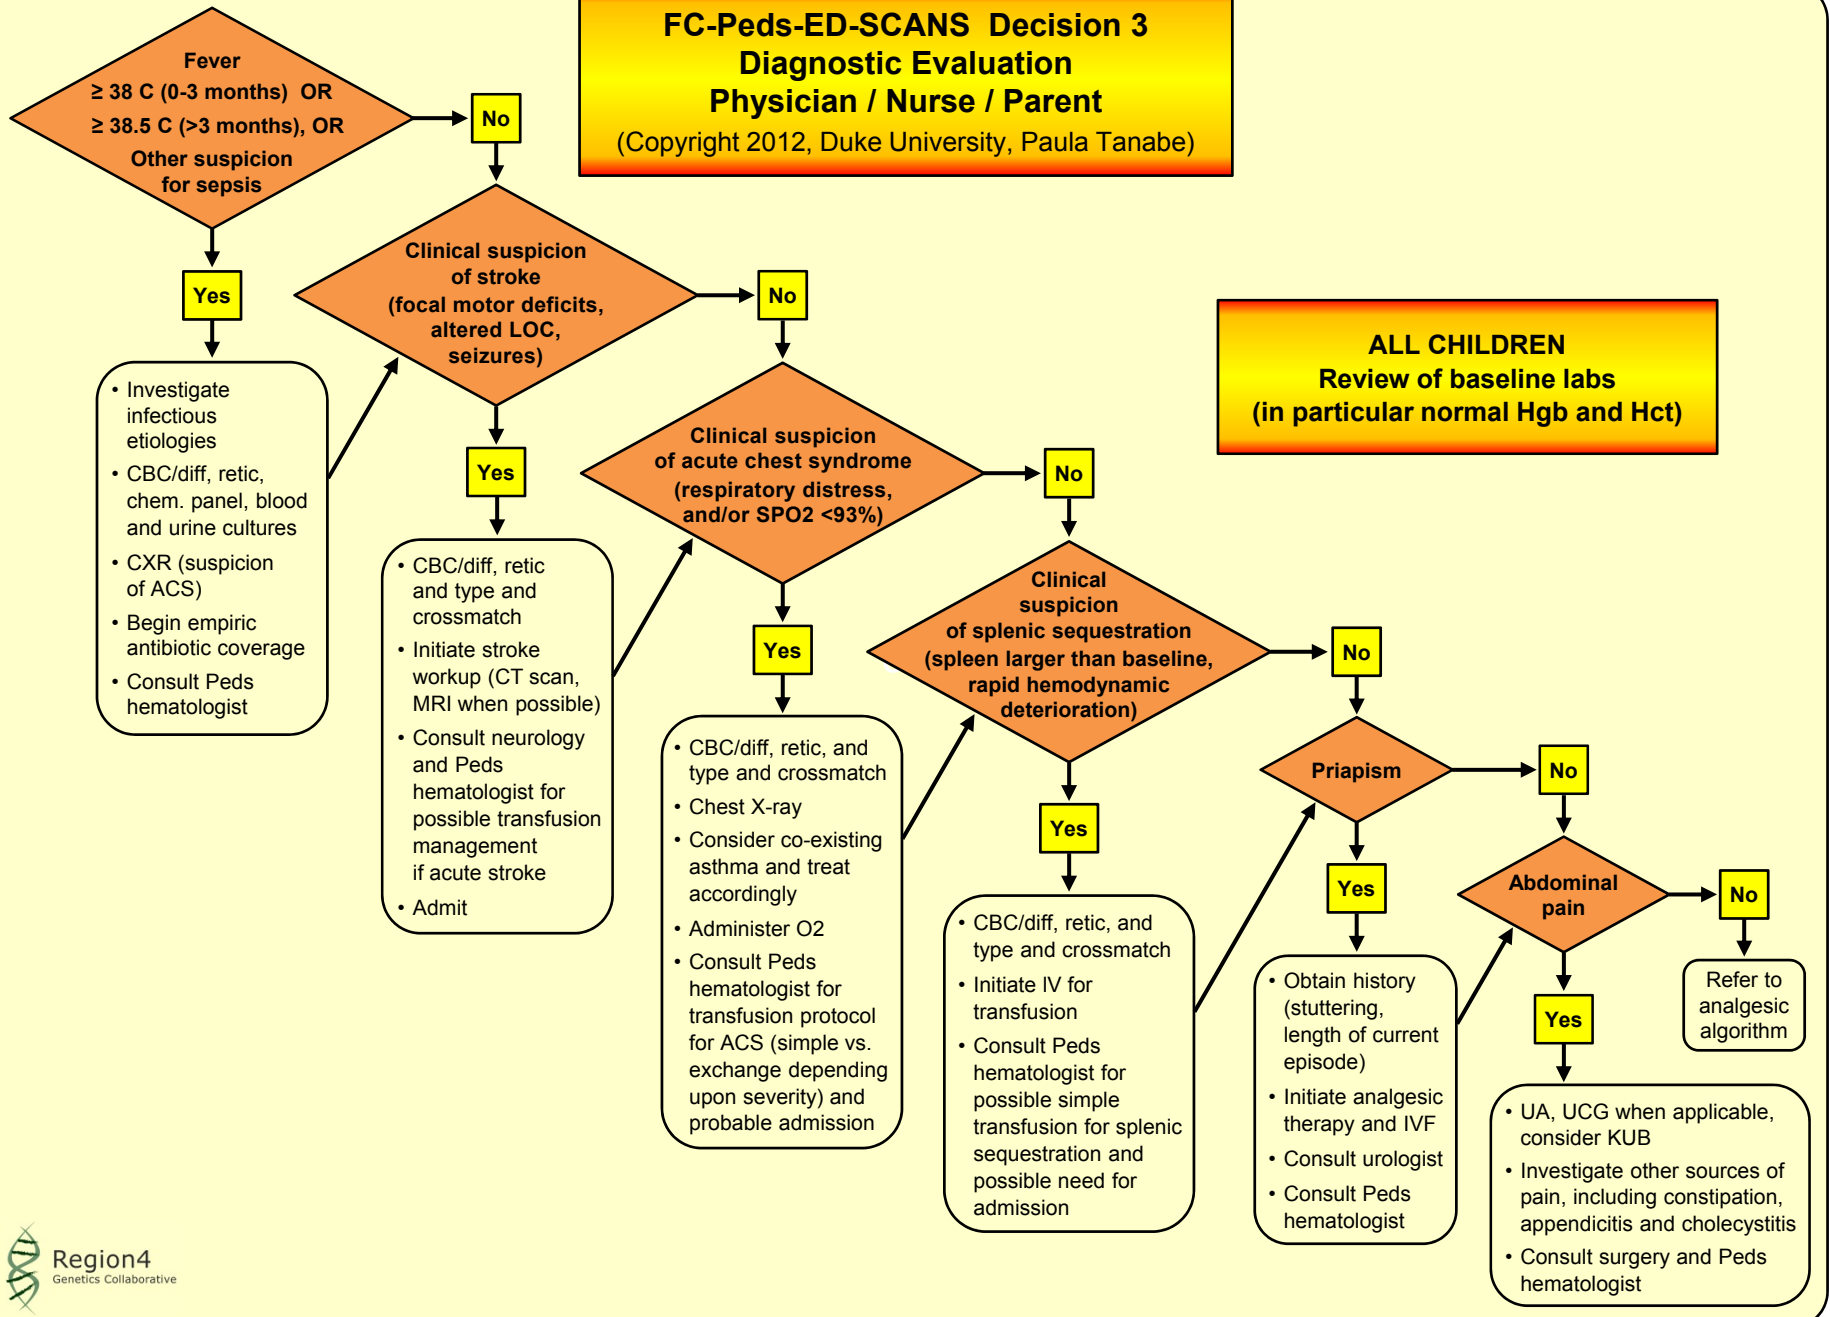 FC-Peds-ED-SCANS Decision 3
Diagnostic Evaluation
Physician / Nurse / Parent
(Copyright 2012, Duke University, Paula Tanabe)
Fever
≥ 38 C (0-3 months) OR
≥ 38.5 C (>3 months), OR
Other suspicion
for sepsis
No
Yes
• Investigate
infectious
etiologies
• CBC/diff, retic,
chem. panel, blood
and urine cultures
• CXR (suspicion
of ACS)
• Begin empiric
antibiotic coverage
• Consult Peds
hematologist
Clinical suspicion
of stroke
(focal motor deficits,
altered LOC,
seizures)
No
Yes
• CBC/diff, retic
and type and
crossmatch
• Initiate stroke
workup (CT scan,
MRI when possible)
• Consult neurology
and Peds
hematologist for
possible transfusion
management
if acute stroke
• Admit
ALL CHILDREN
Review of baseline labs
(in particular normal Hgb and Hct)
Clinical suspicion
of acute chest syndrome
(respiratory distress,
and/or SPO2 <93%)
No
Yes
• CBC/diff, retic, and
type and crossmatch
• Chest X-ray
• Consider co-existing
asthma and treat
accordingly
• Administer O2
• Consult Peds
hematologist for
transfusion protocol
for ACS (simple vs.
exchange depending
upon severity) and
probable admission
Clinical
suspicion
of splenic sequestration
(spleen larger than baseline,
rapid hemodynamic
deterioration)
No
Yes
• CBC/diff, retic, and
type and crossmatch
• Initiate IV for
transfusion
• Consult Peds
hematologist for
possible simple
transfusion for splenic
sequestration and
possible need for
admission
Priapism
No
Yes
• Obtain history
(stuttering,
length of current
episode)
• Initiate analgesic
therapy and IVF
• Consult urologist
• Consult Peds
hematologist
Abdominal
pain
No
Refer to
analgesic
algorithm
Yes
• UA, UCG when applicable,
consider KUB
• Investigate other sources of
pain, including constipation,
appendicitis and cholecystitis
• Consult surgery and Peds
hematologist
Region4
Genetics Collaborative